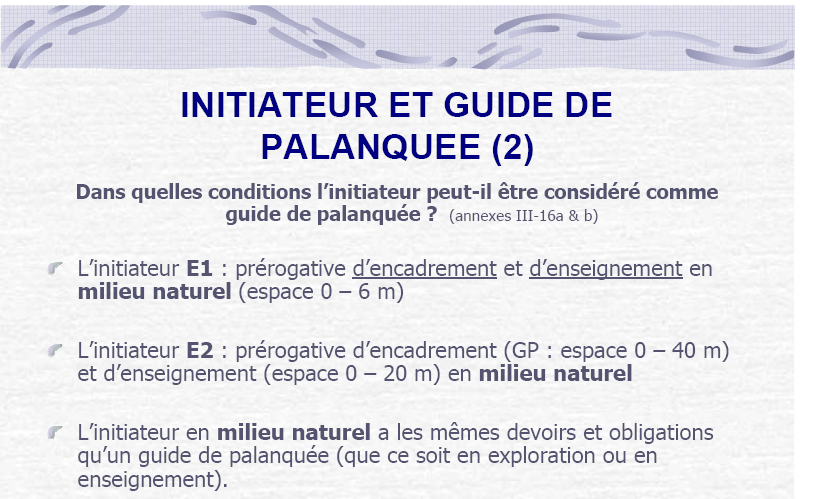 INITIATEUR ET GUIDE DE
PALANQUEE (2)
Dans quelles conditions l’initiateur peut-il être considéré comme
guide de palanquée ? (annexes III-16a & b)
L’initiateur E1 : prérogative d’encadrement et d’enseignement en
milieu naturel (espace 0 – 6 m)
L’initiateur E2 : prérogative d’encadrement (GP : espace 0 – 40 m)
et d’enseignement (espace 0 – 20 m) en milieu naturel
L’initiateur en milieu naturel a les mêmes devoirs et obligations
qu’un guide de palanquée (que ce soit en exploration ou en
enseignement).